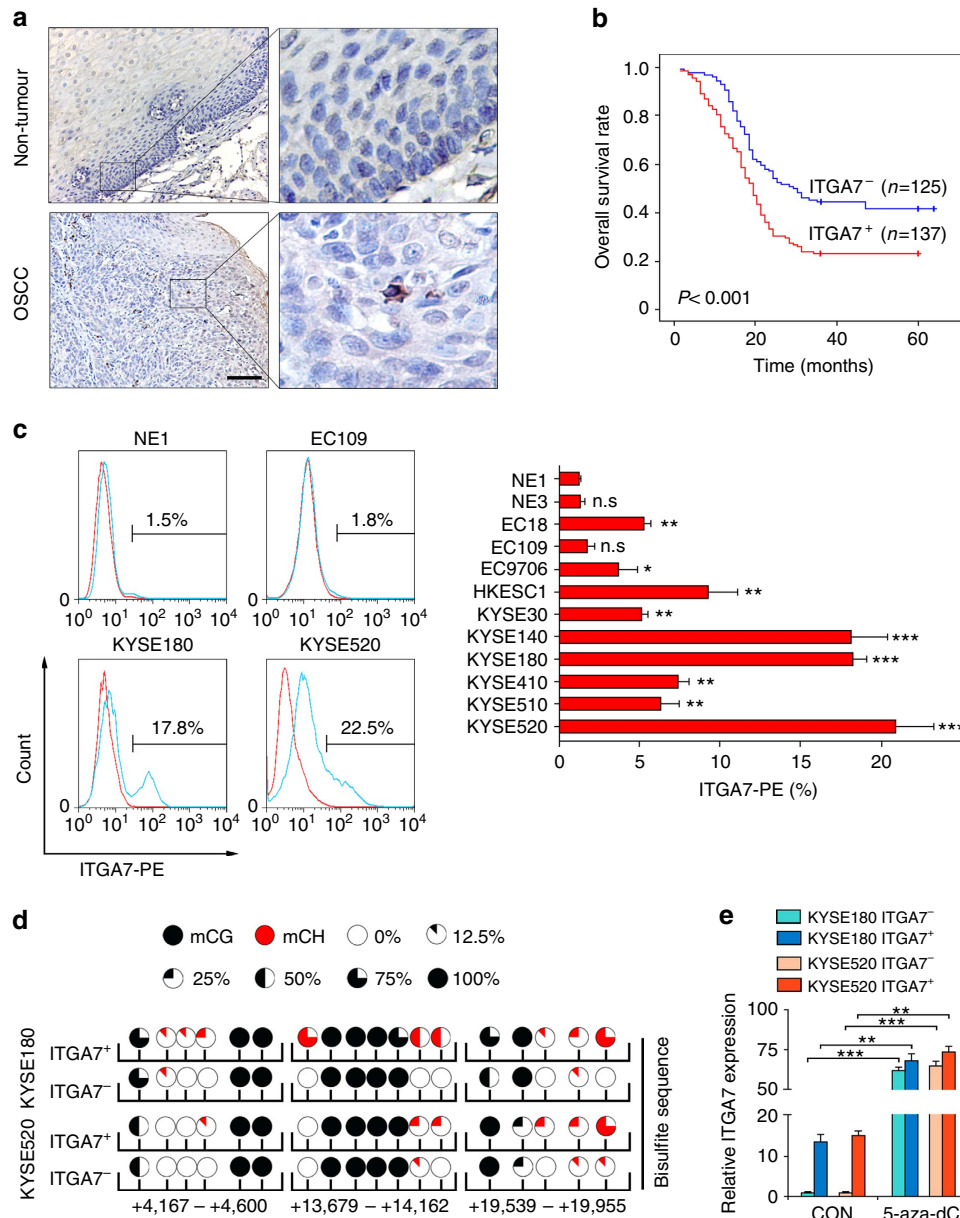 a
Non-tumour
OSCC
b
Overall survival rate
1.0
0.8
0.6
0.4
0.2
0
ITGA7⁻ (n=125)
ITGA7⁺ (n=137)
P< 0.001
0 20 40 60
Time (months)
c
NE1
1.5%
0
10⁰ 10¹ 10² 10³ 10⁴
EC109
1.8%
0
10⁰ 10¹ 10² 10³ 10⁴
KYSE180
17.8%
0
10⁰ 10¹ 10² 10³ 10⁴
KYSE520
22.5%
0
10⁰ 10¹ 10² 10³ 10⁴
Count
ITGA7-PE
NE1
NE3 n.s
EC18 **
EC109 n.s
EC9706 *
HKESC1 **
KYSE30 **
KYSE140 ***
KYSE180 ***
KYSE410 **
KYSE510 **
KYSE520 ***
0 5 10 15 20
ITGA7-PE (%)
d
mCG mCH 0% 12.5%
25% 50% 75% 100%
KYSE180
ITGA7⁺
ITGA7⁻
KYSE520
ITGA7⁺
ITGA7⁻
+4,167 – +4,600 +13,679 – +14,162 +19,539 – +19,955
Bisulfite sequence
e
KYSE180 ITGA7⁻
KYSE180 ITGA7⁺
KYSE520 ITGA7⁻
KYSE520 ITGA7⁺
Relative ITGA7 expression
100
75
50
20
10
0
**
***
**
***
CON 5-aza-dC